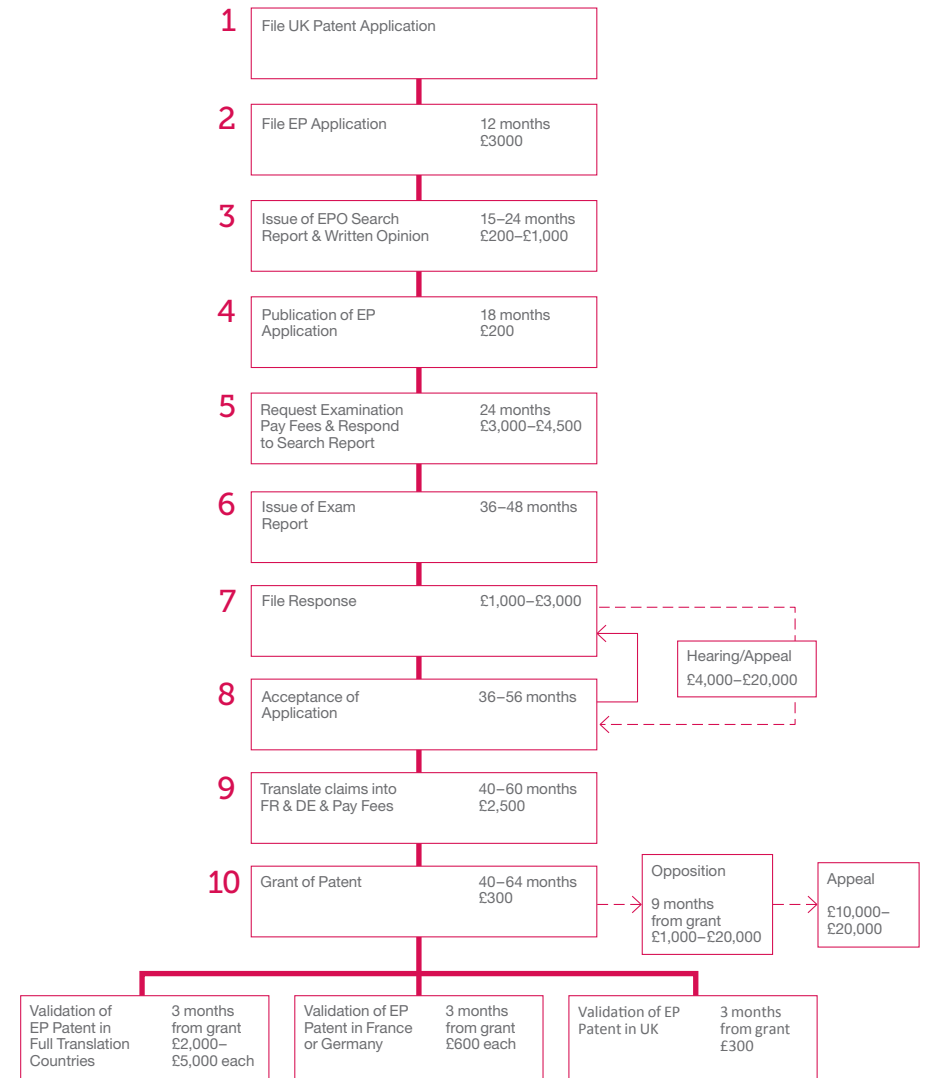 1
File UK Patent Application
2
File EP Application
12 months
£3000
3
Issue of EPO Search
Report & Written Opinion
15–24 months
£200–£1,000
4
Publication of EP
Application
18 months
£200
5
Request Examination
Pay Fees & Respond
to Search Report
24 months
£3,000–£4,500
6
Issue of Exam
Report
36–48 months
7
File Response
£1,000–£3,000
Hearing/Appeal
£4,000–£20,000
8
Acceptance of
Application
36–56 months
9
Translate claims into
FR & DE & Pay Fees
40–60 months
£2,500
10
Grant of Patent
40–64 months
£300
Opposition
9 months
from grant
£1,000–£20,000
Appeal
£10,000–
£20,000
Validation of
EP Patent in
Full Translation
Countries
3 months
from grant
£2,000–
£5,000 each
Validation of EP
Patent in France
or Germany
3 months
from grant
£600 each
Validation of EP
Patent in UK
3 months
from grant
£300